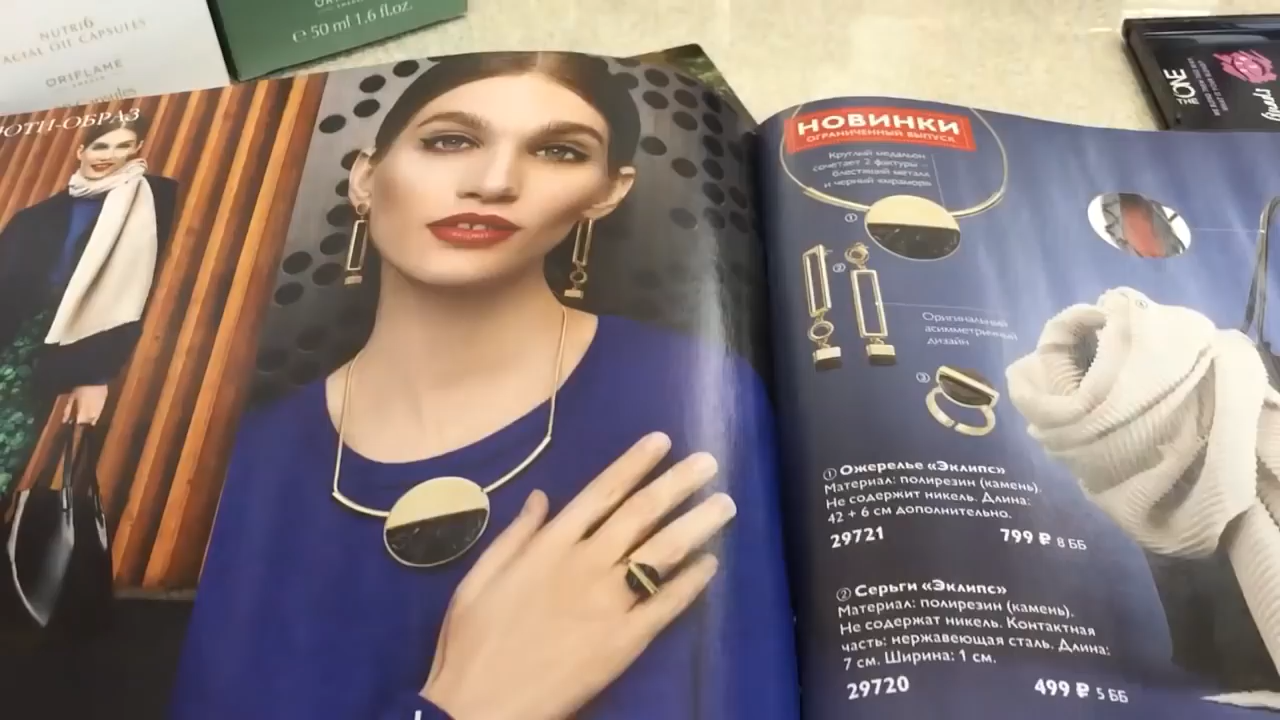 NUTRI6
FACIAL OIL CAPSULES
ORIFLAME
℮ 50 ml 1.6 fl.oz.
THE ONE
НОВИНКИ
ОГРАНИЧЕННЫЙ ВЫПУСК
Круглый медальон
сочетает 2 фактуры –
блестящий металл
и черный «мрамор»
①
②
Оригинальный
асимметричный
дизайн
③
① Ожерелье «Эклипс»
Материал: полирезин (камень).
Не содержит никель. Длина:
42 + 6 см дополнительно.
29721 799 ₽ 8 ББ
② Серьги «Эклипс»
Материал: полирезин (камень).
Не содержат никель. Контактная
часть: нержавеющая сталь. Длина:
7 см. Ширина: 1 см.
29720 499 ₽ 5 ББ